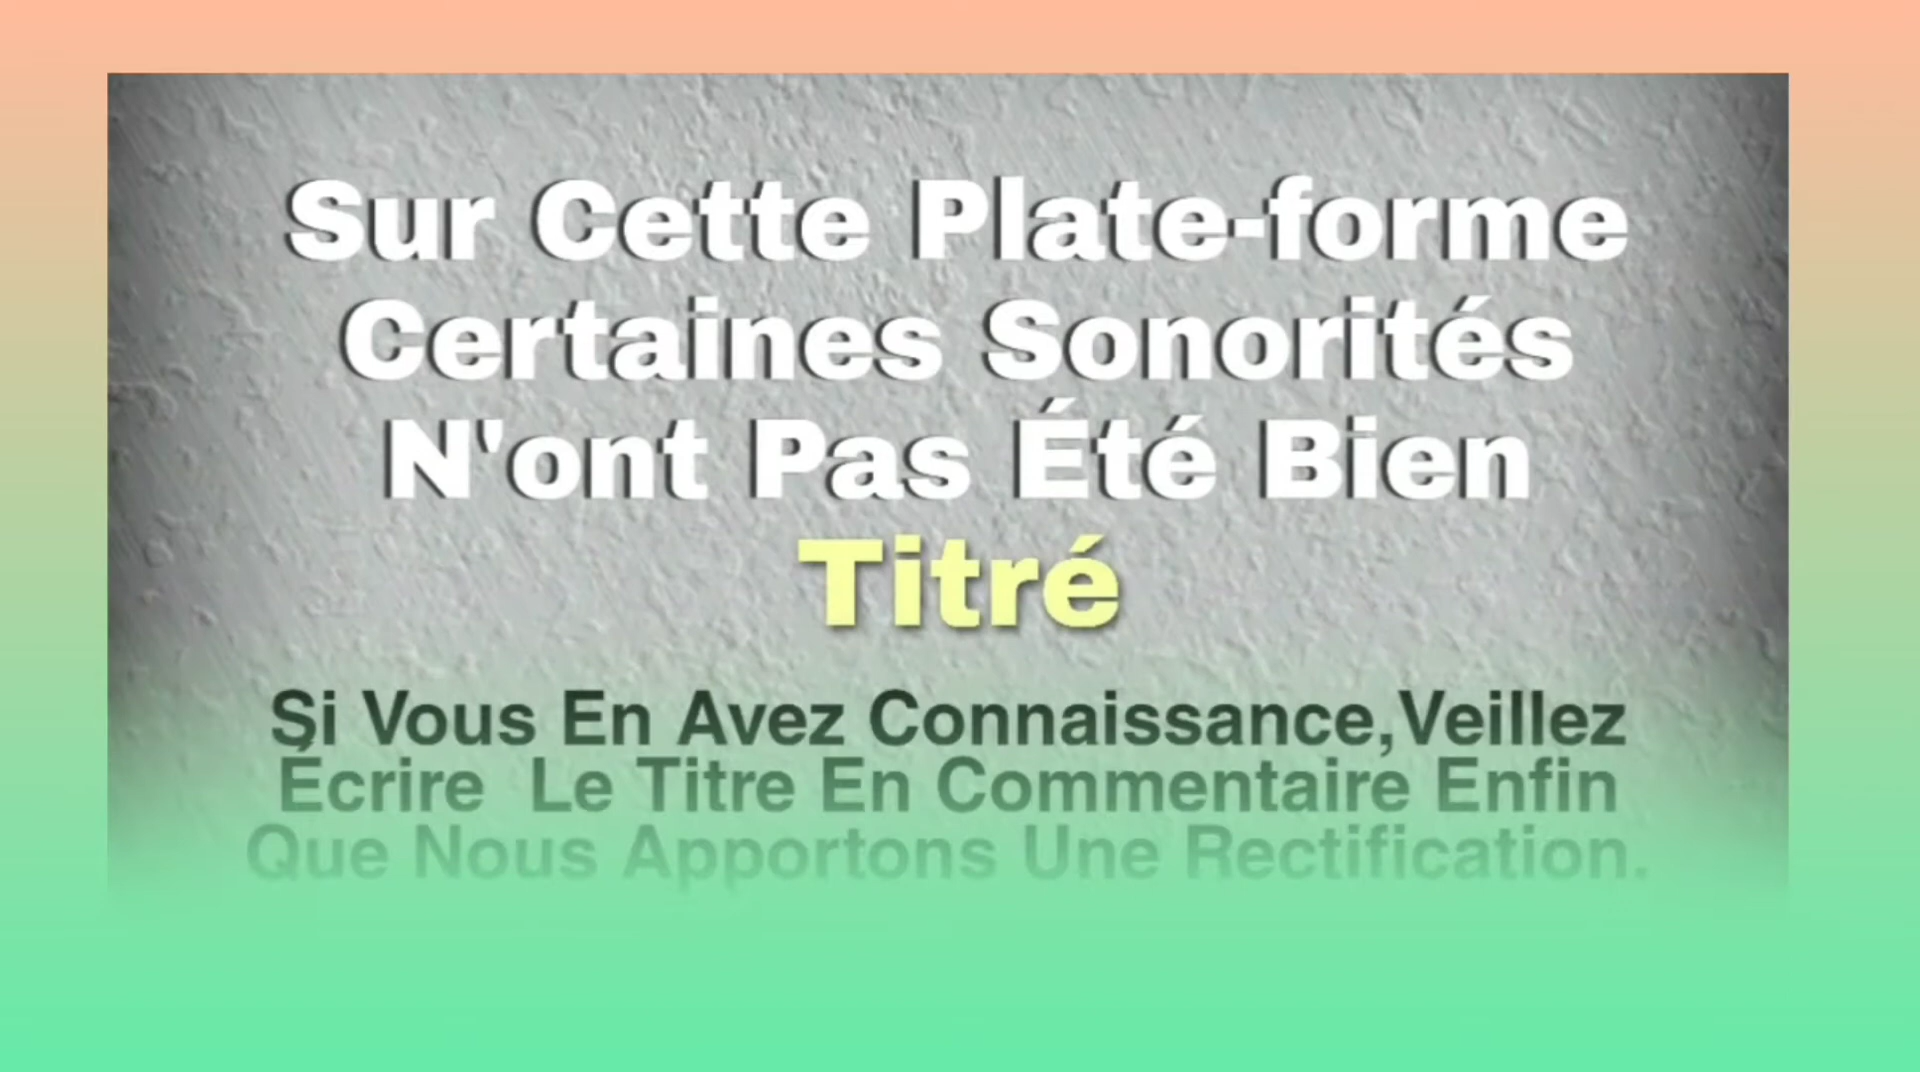 Sur Cette Plate-forme
Certaines Sonorités
N'ont Pas Été Bien
Titré
Si Vous En Avez Connaissance,Veillez
Écrire  Le Titre En Commentaire Enfin
Que Nous Apportons Une Rectification.